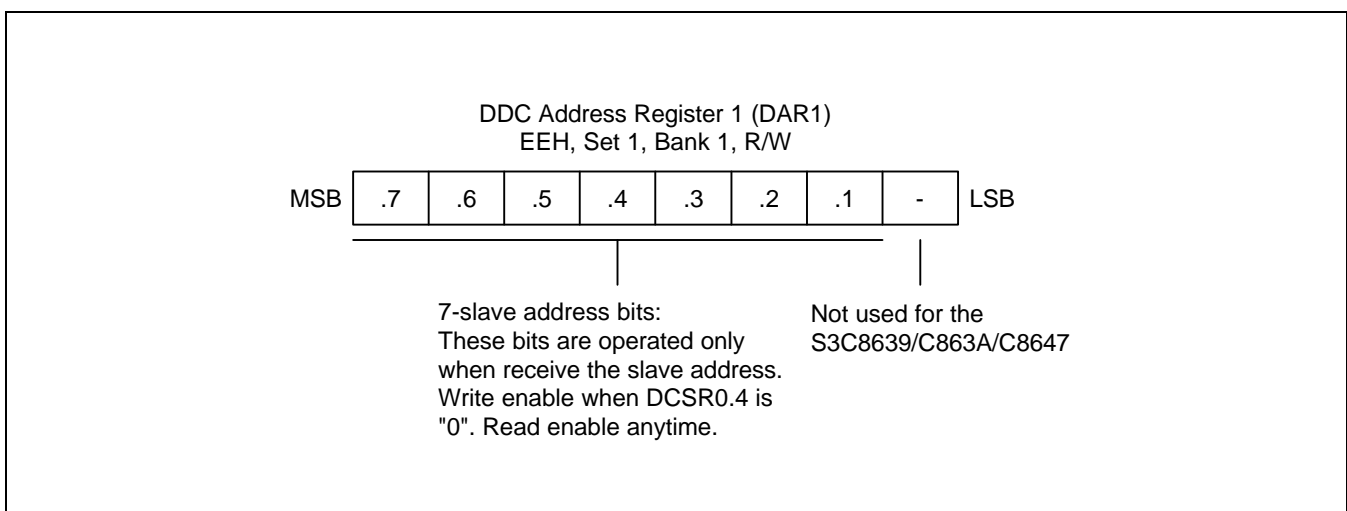 DDC Address Register 1 (DAR1)
EEH, Set 1, Bank 1, R/W
MSB .7 .6 .5 .4 .3 .2 .1 - LSB
7-slave address bits:
These bits are operated only
when receive the slave address.
Write enable when DCSR0.4 is
"0". Read enable anytime.
Not used for the
S3C8639/C863A/C8647